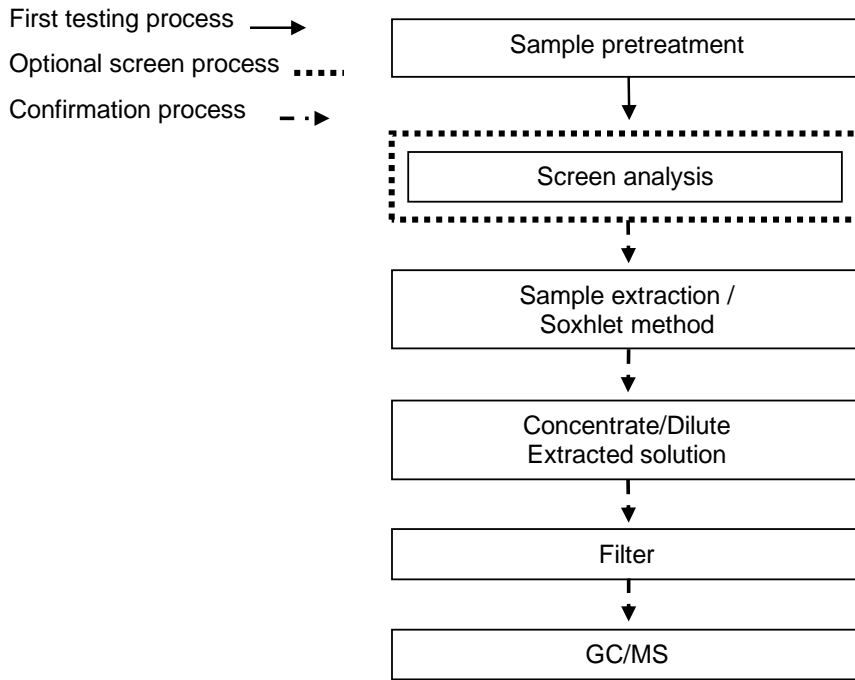 First testing process
Optional screen process
Confirmation process
Sample pretreatment
Screen analysis
Sample extraction /
Soxhlet method
Concentrate/Dilute
Extracted solution
Filter
GC/MS